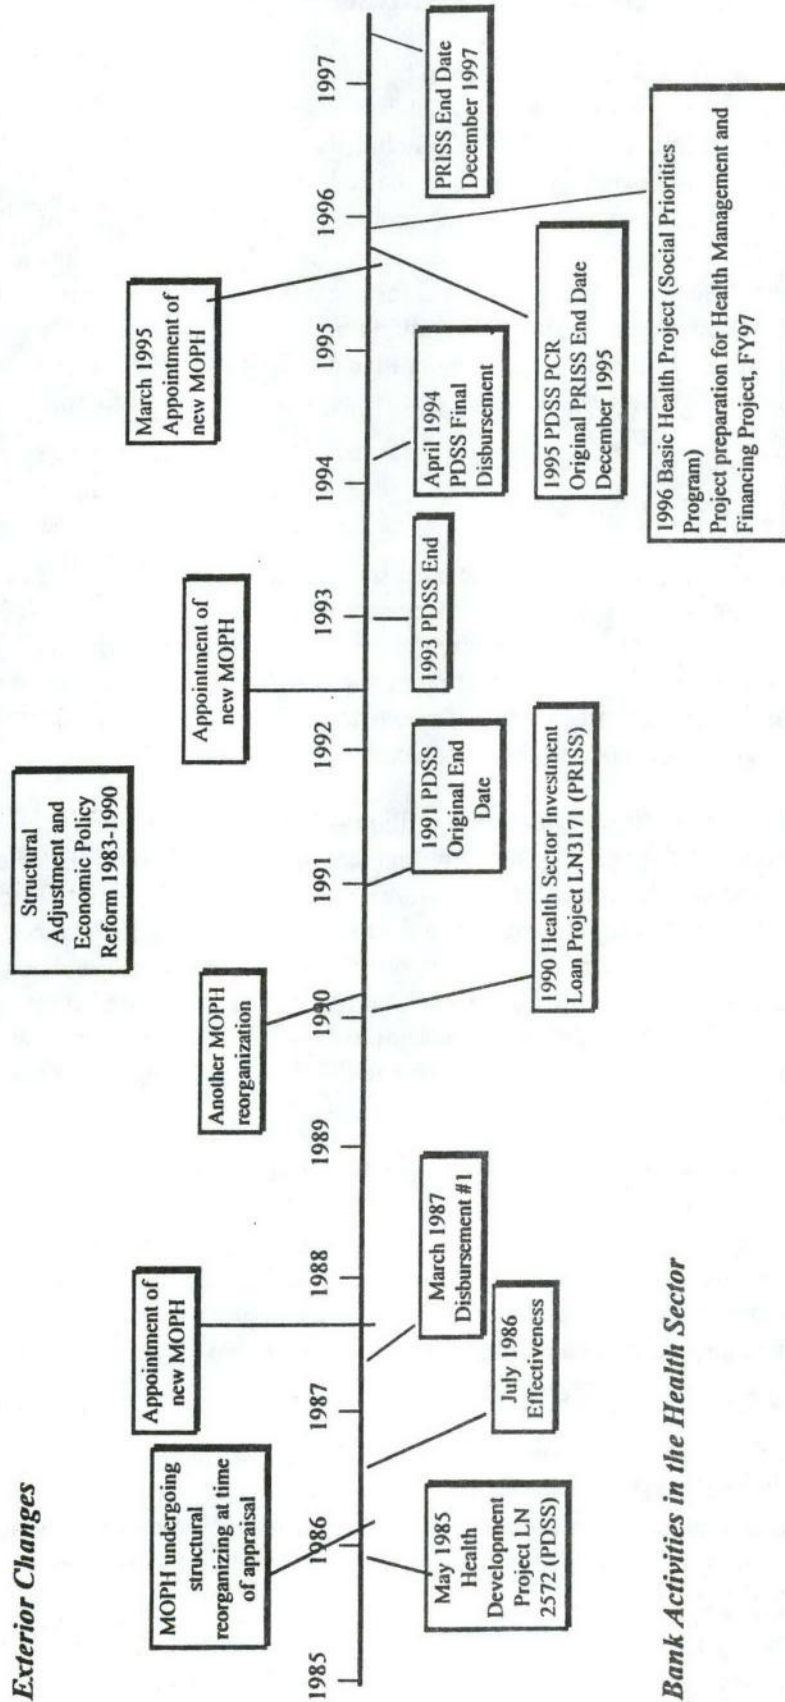 Exterior Changes
Structural
Adjustment and
Economic Policy
Reform 1983-1990
MOPH undergoing
structural
reorganizing at time
of appraisal
Appointment of
new MOPH
Another MOPH
reorganization
Appointment of
new MOPH
March 1995
Appointment of
new MOPH
1985
1986
1987
1988
1989
1990
1991
1992
1993
1994
1995
1996
1997
May 1985
Health
Development
Project LN
2572 (PDSS)
July 1986
Effectiveness
March 1987
Disbursement #1
1990 Health Sector Investment
Loan Project LN3171 (PRISS)
1991 PDSS
Original End
Date
1993 PDSS End
April 1994
PDSS Final
Disbursement
1995 PDSS PCR
Original PRISS End Date
December 1995
1996 Basic Health Project (Social Priorities
Program)
Project preparation for Health Management and
Financing Project, FY97
PRISS End Date
December 1997
Bank Activities in the Health Sector